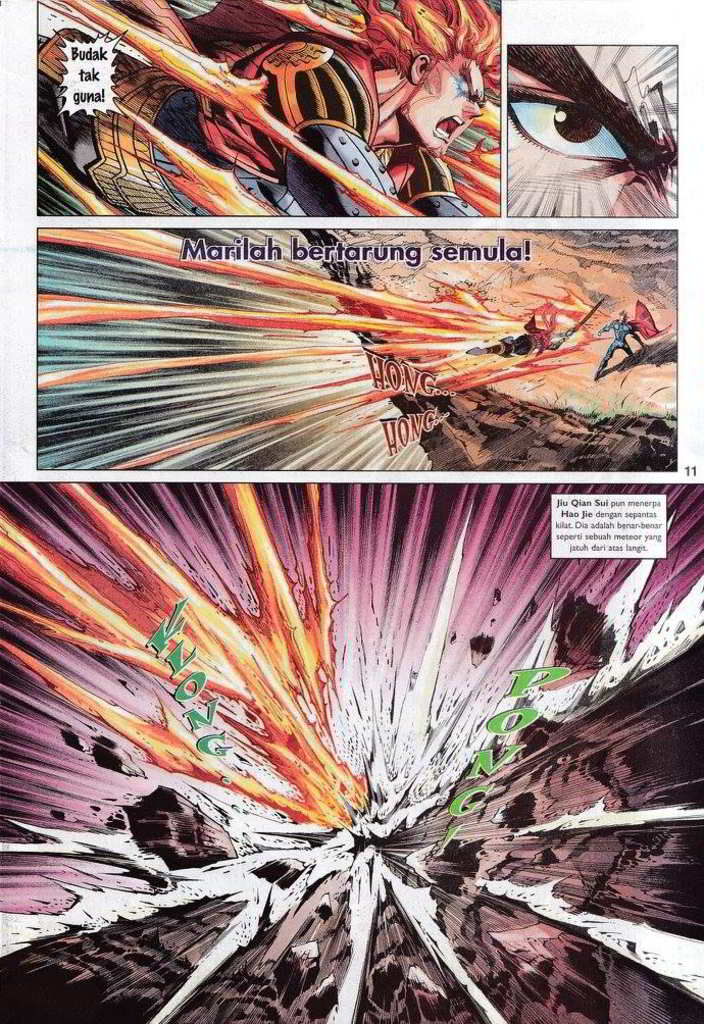 Budak
tak
guna!
Marilah bertarung semula!
HONG...
HONG...
11
Jiu Qian Sui pun menerpa
Hao Jie dengan sepantas
kilat. Dia adalah benar-benar
seperti sebuah meteor yang
jatuh dari atas langit.
KHONG...
PONG!